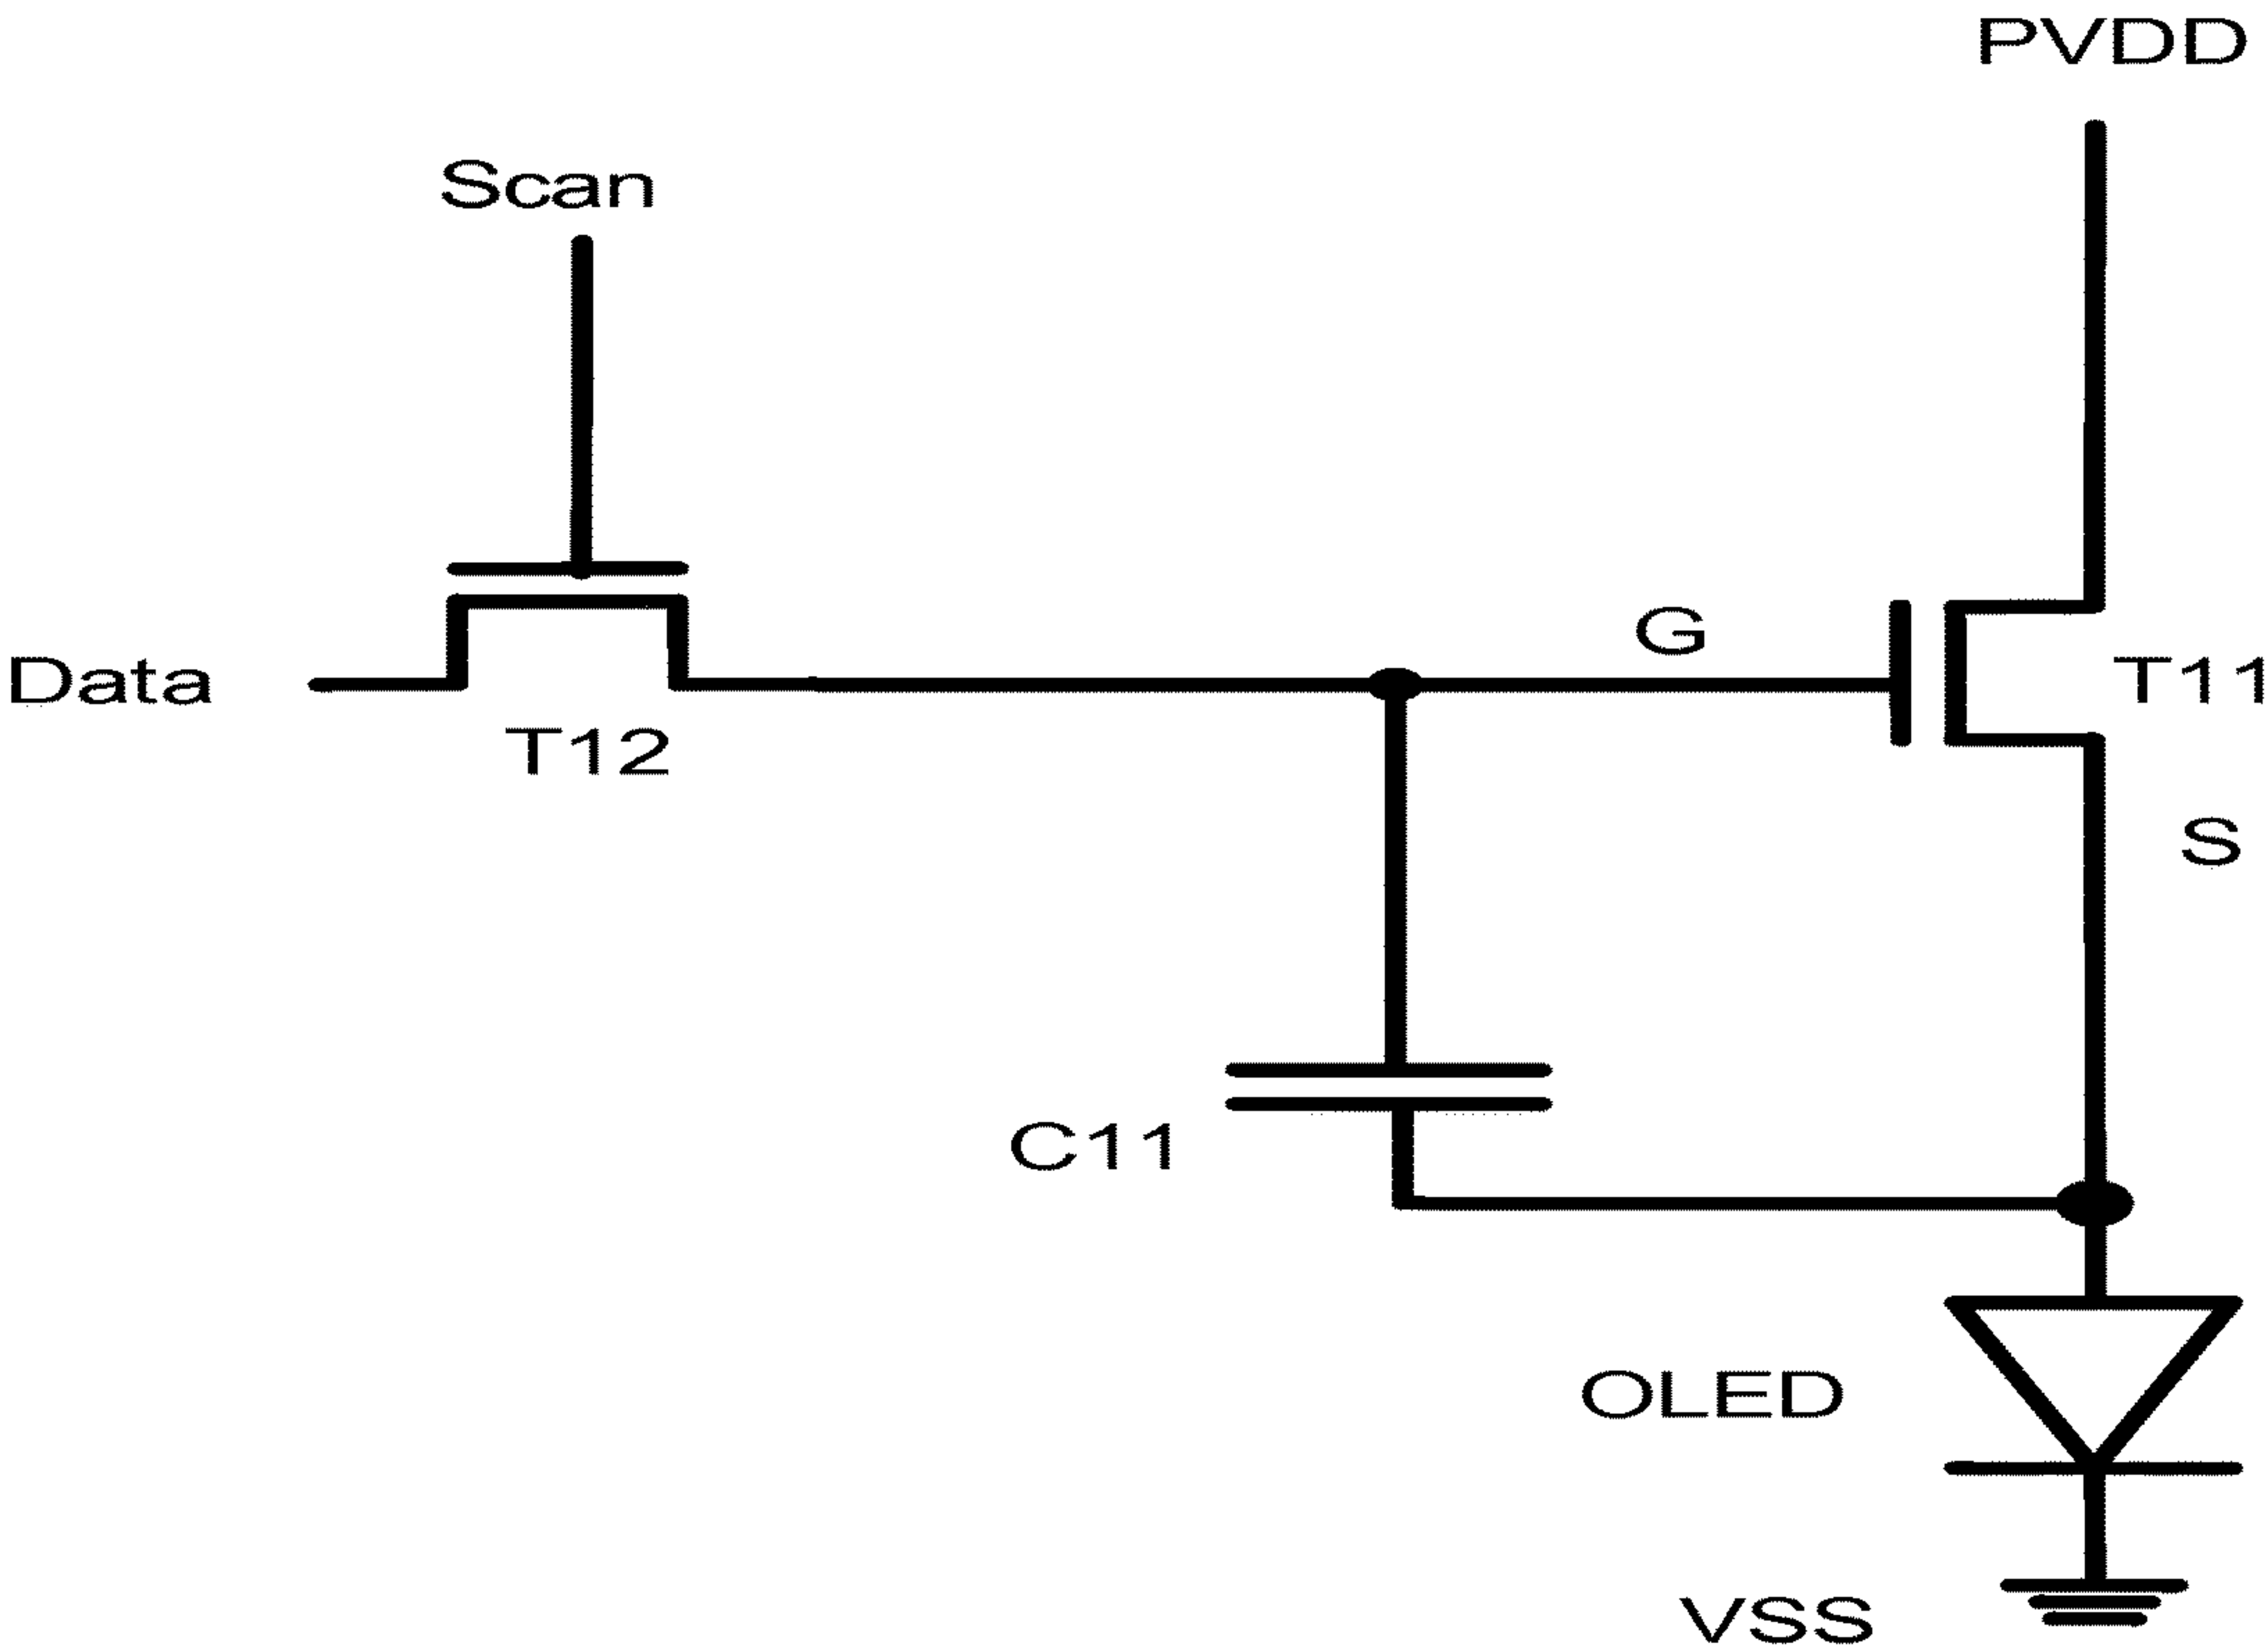 PVDD
Scan
G
Data
T11
T12
S
C11
OLED
VSS